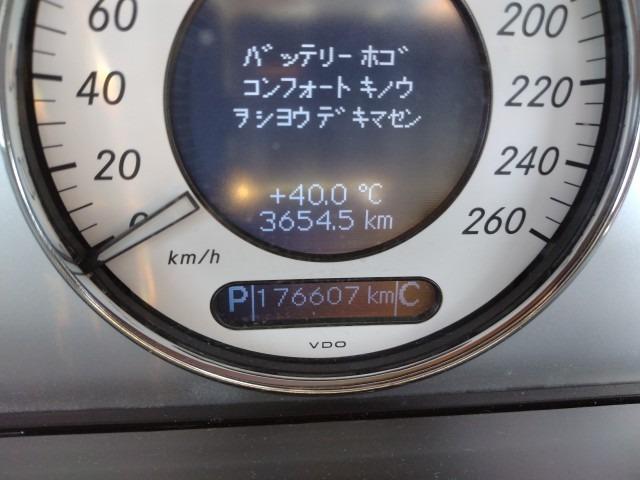 60
40
20
0
km/h
バッテリー ホゴ
コンフォート キノウ
ヲシヨウ デキマセン
+40.0 ℃
3654.5 km
200
220
240
260
P 176607 km C
VDO